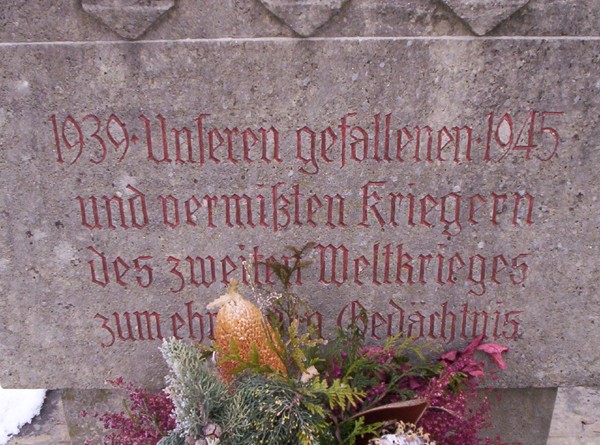 1939·Unseren gefallenen·1945·
und vermißten Kriegern
des zweiten Weltkrieges
zum Gedächtnis